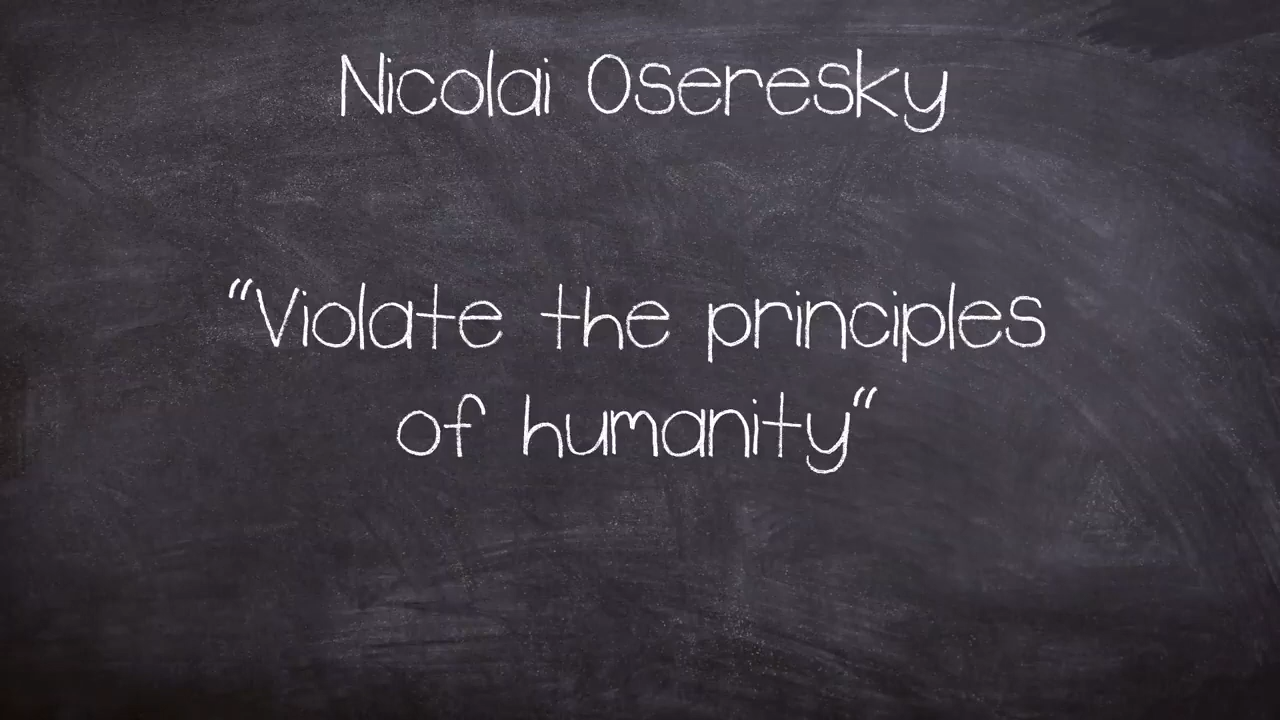 Nicolai Oseresky
“Violate the principles
of humanity“